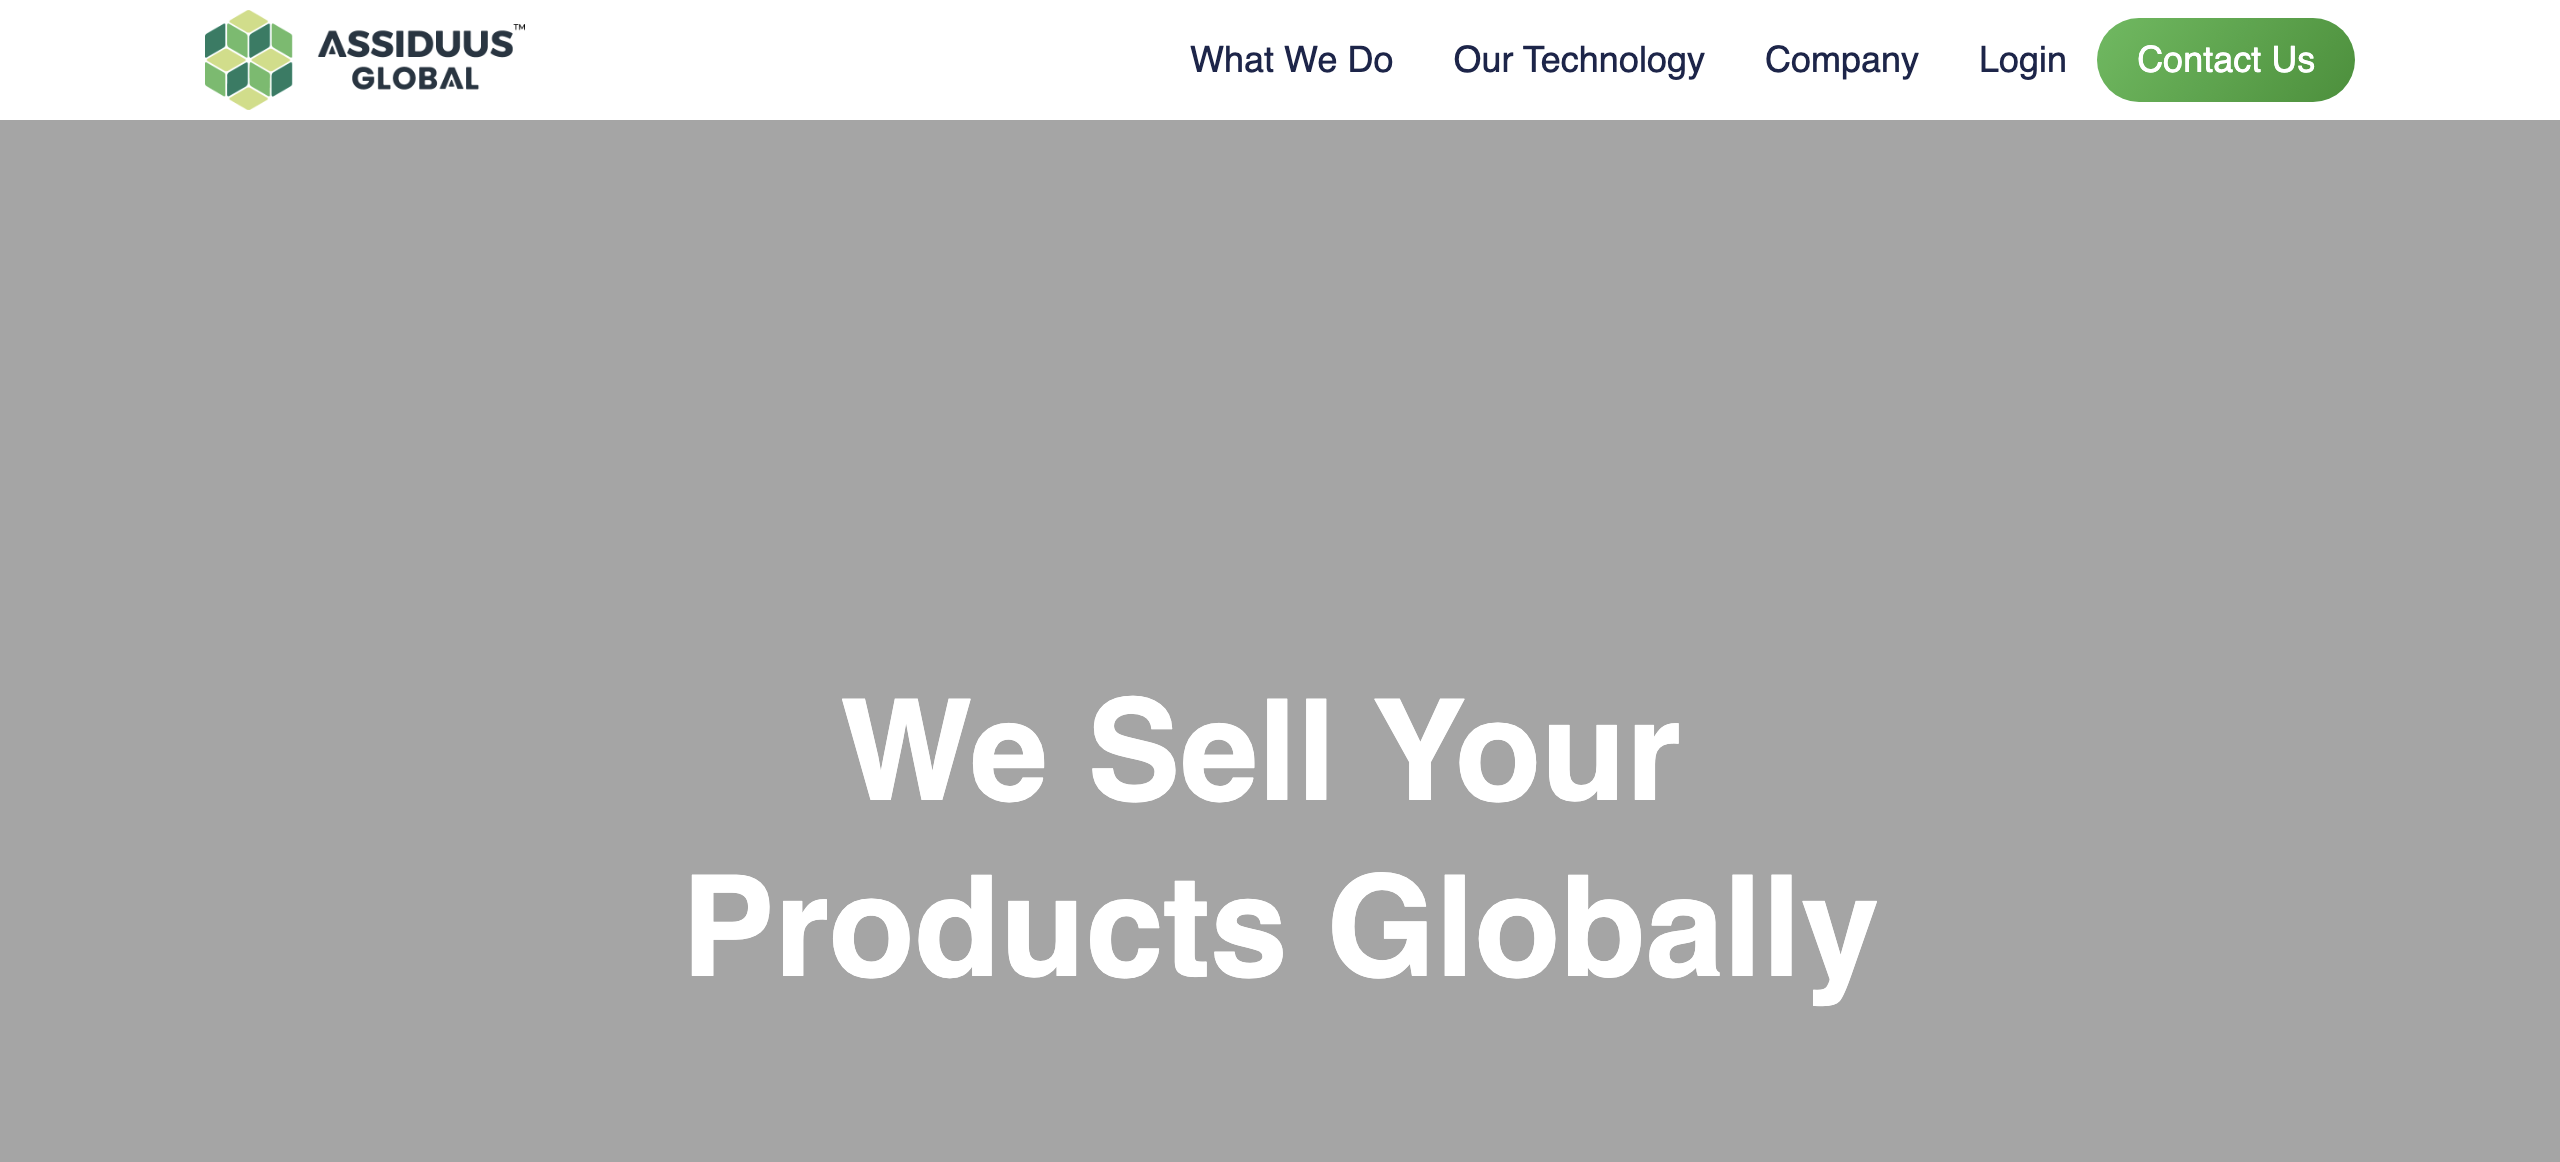 ASSIDUUS™
GLOBAL
What We Do
Our Technology
Company
Login
Contact Us
We Sell Your
Products Globally